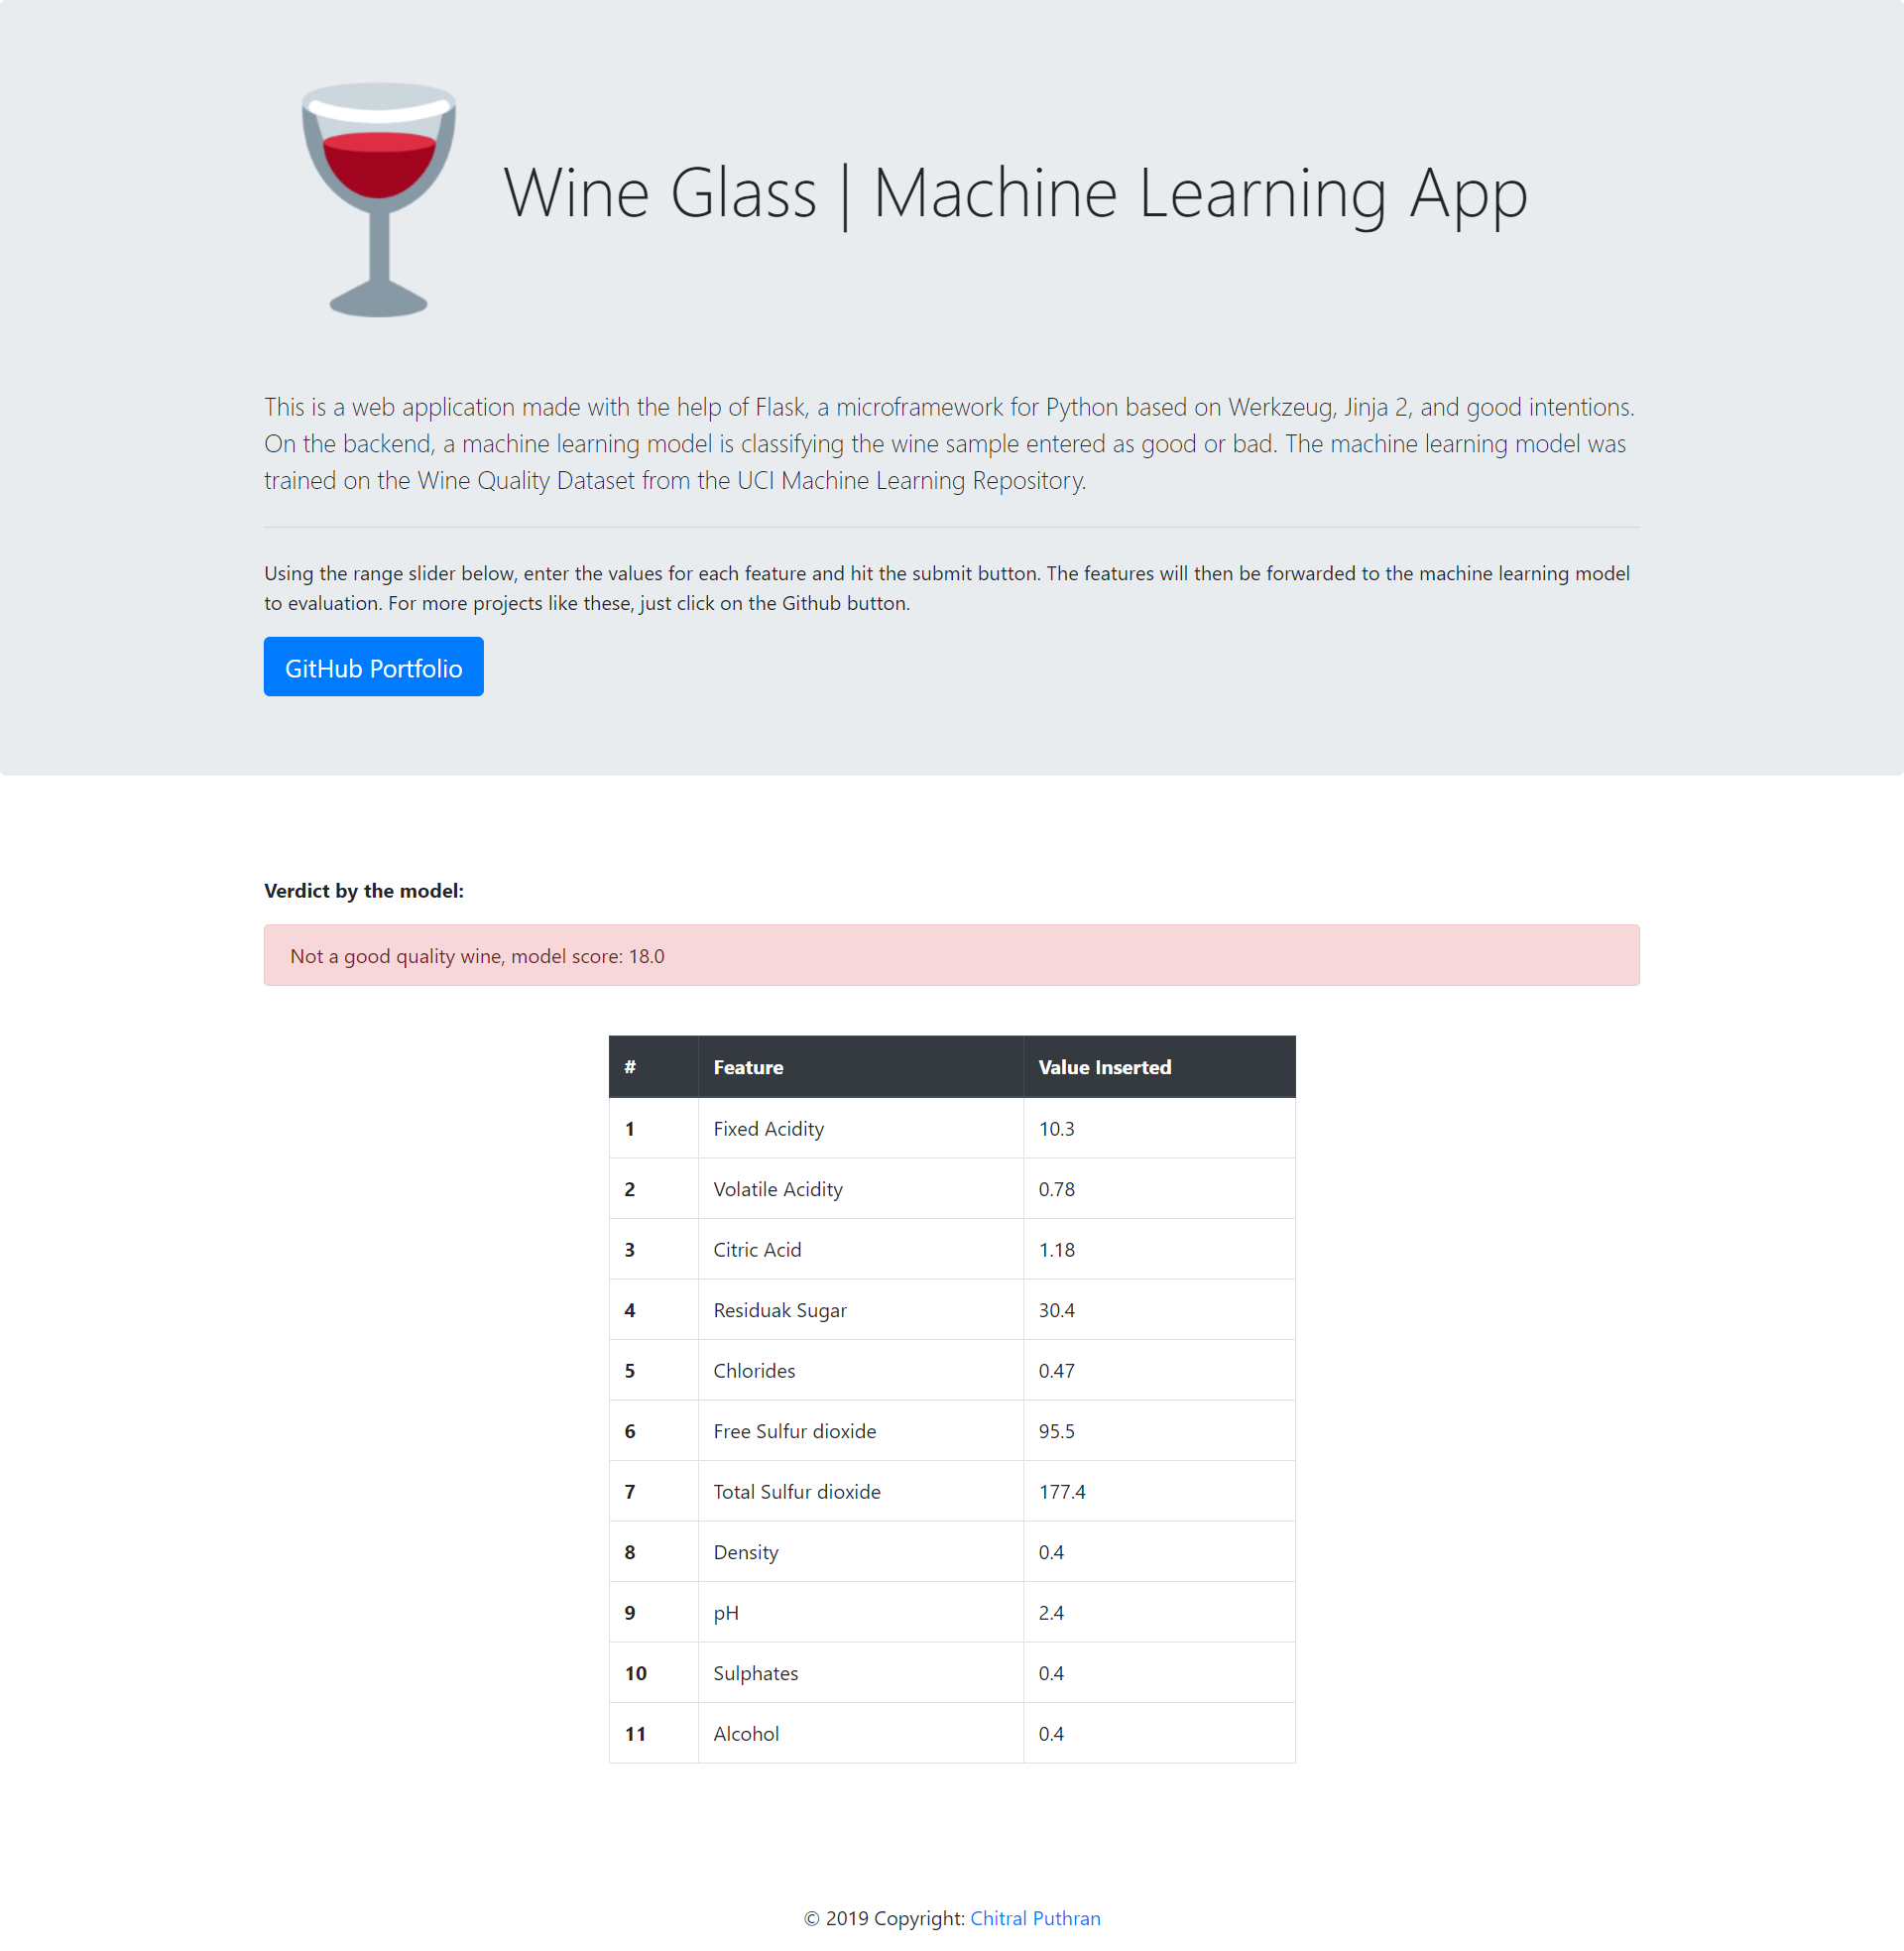 Wine Glass | Machine Learning App
This is a web application made with the help of Flask, a microframework for Python based on Werkzeug, Jinja 2, and good intentions.
On the backend, a machine learning model is classifying the wine sample entered as good or bad. The machine learning model was
trained on the Wine Quality Dataset from the UCI Machine Learning Repository.
Using the range slider below, enter the values for each feature and hit the submit button. The features will then be forwarded to the machine learning model
to evaluation. For more projects like these, just click on the Github button.
GitHub Portfolio
Verdict by the model:
Not a good quality wine, model score: 18.0
# Feature Value Inserted
1 Fixed Acidity 10.3
2 Volatile Acidity 0.78
3 Citric Acid 1.18
4 Residuak Sugar 30.4
5 Chlorides 0.47
6 Free Sulfur dioxide 95.5
7 Total Sulfur dioxide 177.4
8 Density 0.4
9 pH 2.4
10 Sulphates 0.4
11 Alcohol 0.4
© 2019 Copyright: Chitral Puthran